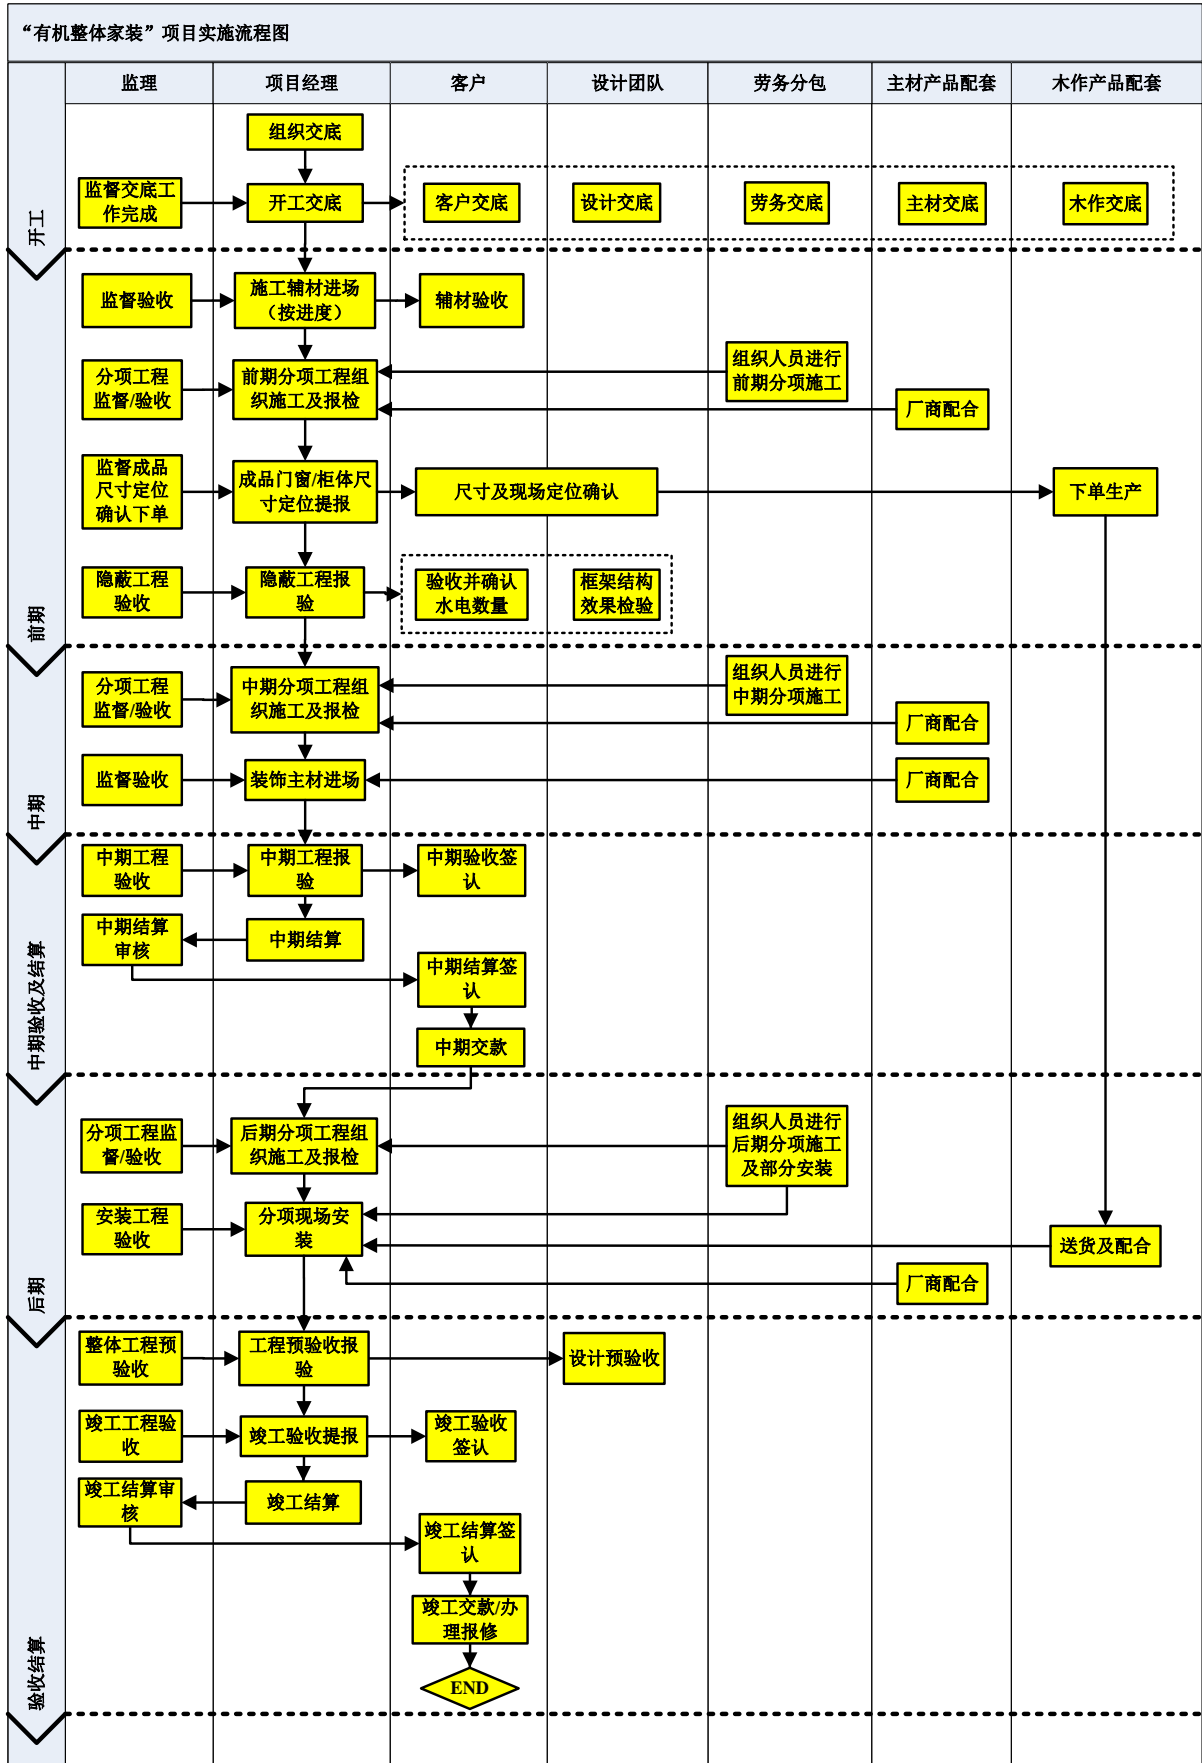 “有机整体家装”项目实施流程图
监理
项目经理
客户
设计团队
劳务分包
主材产品配套
木作产品配套
开工
组织交底
监督交底工
作完成
开工交底
客户交底
设计交底
劳务交底
主材交底
木作交底
前期
监督验收
施工辅材进场
（按进度）
辅材验收
分项工程
监督/验收
前期分项工程组
织施工及报检
组织人员进行
前期分项施工
厂商配合
监督成品
尺寸定位
确认下单
成品门窗/柜体尺
寸定位提报
尺寸及现场定位确认
下单生产
隐蔽工程
验收
隐蔽工程报
验
验收并确认
水电数量
框架结构
效果检验
中期
分项工程
监督/验收
中期分项工程组
织施工及报检
组织人员进行
中期分项施工
厂商配合
监督验收
装饰主材进场
厂商配合
中期验收及结算
中期工程
验收
中期工程报
验
中期验收签
认
中期结算
审核
中期结算
中期结算签
认
中期交款
后期
分项工程监
督/验收
后期分项工程组
织施工及报检
组织人员进行
后期分项施工
及部分安装
安装工程
验收
分项现场安
装
送货及配合
厂商配合
验收结算
整体工程预
验收
工程预验收报
验
设计预验收
竣工工程验
收
竣工验收提报
竣工验收
签认
竣工结算审
核
竣工结算
竣工结算签
认
竣工交款/办
理报修
END